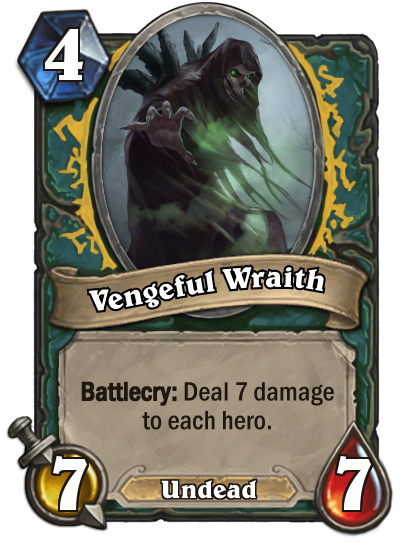 4
Vengeful Wraith
Battlecry: Deal 7 damage
to each hero.
7
Undead
7